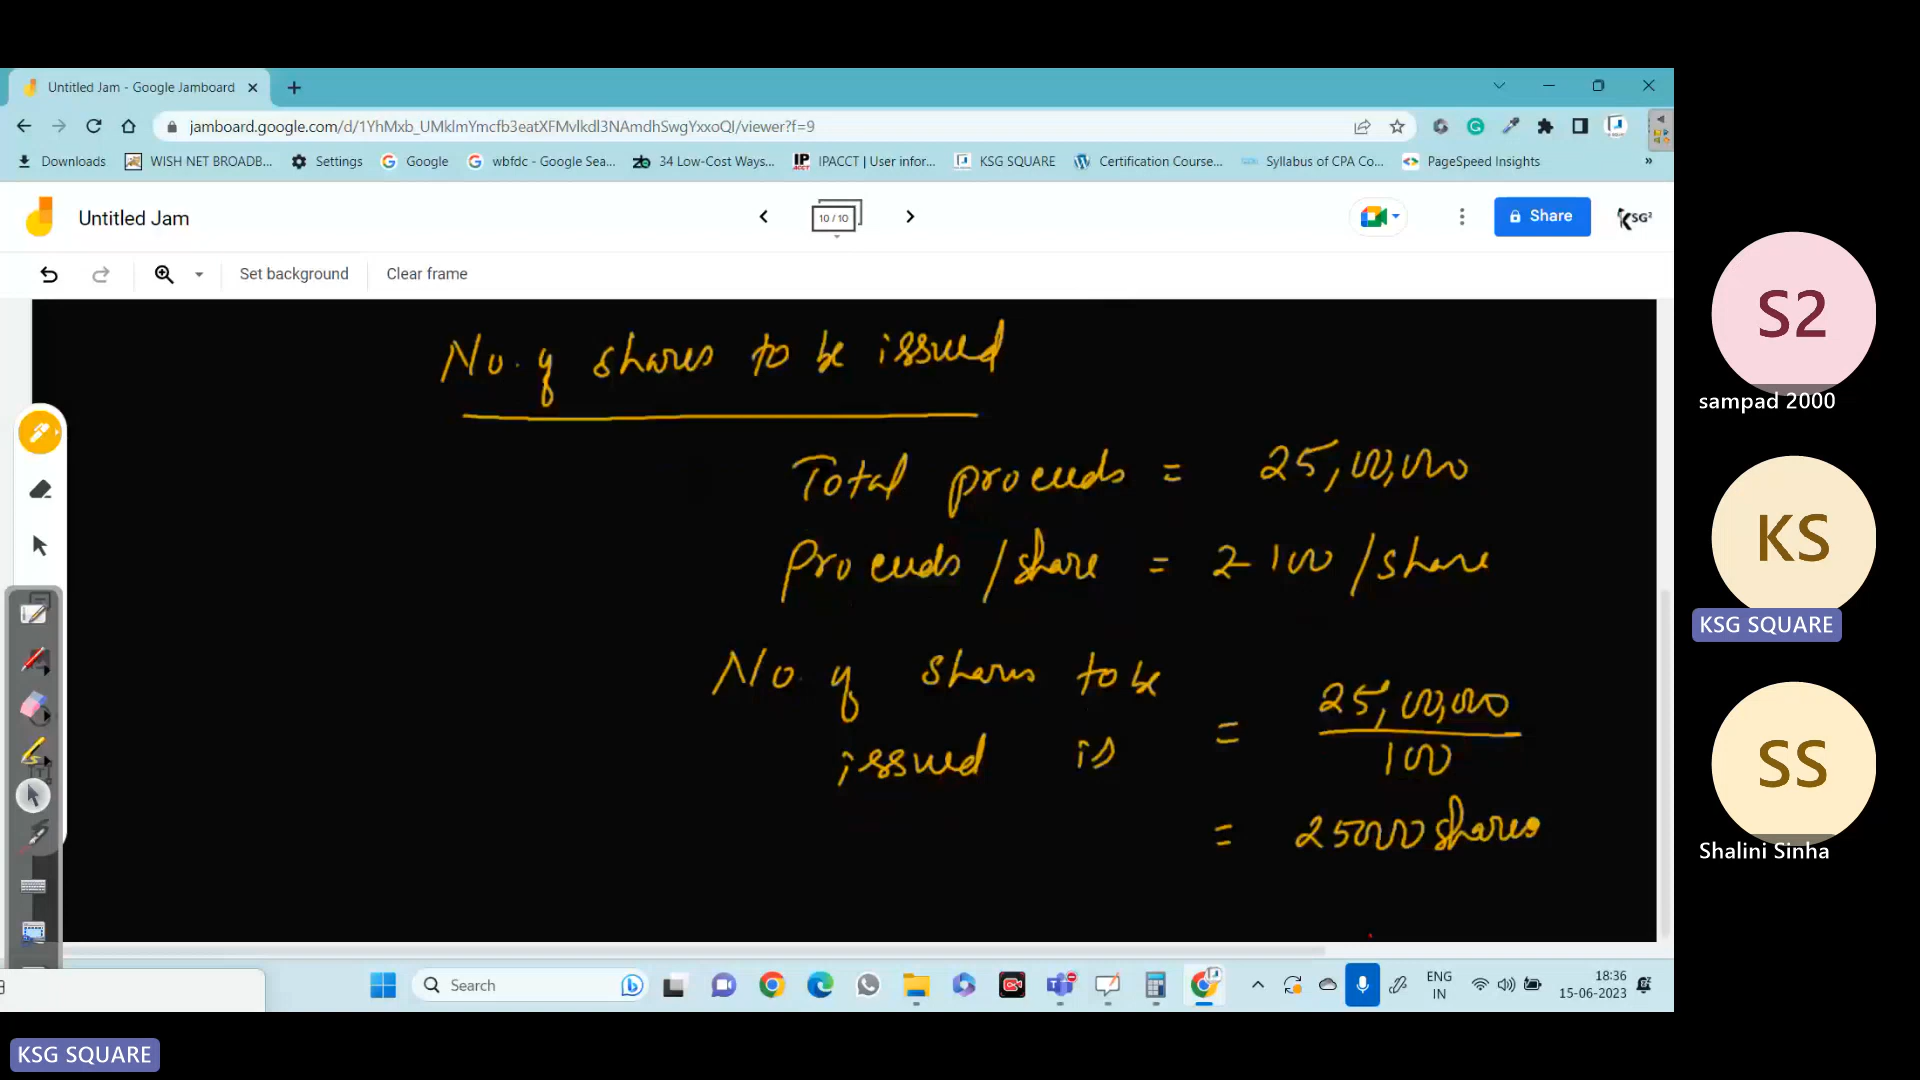 Untitled Jam - Google Jamboard
jamboard.google.com/d/1YhMxb_UMklmYmcfb3eatXFMvlkdl3NAmdhSwgYxxoQI/viewer?f=9
Downloads WISH NET BROADB... Settings Google wbfdc - Google Sea... 34 Low-Cost Ways... IPACCT | User infor... KSG SQUARE Certification Course... Syllabus of CPA Co... PageSpeed Insights »
Untitled Jam 10 / 10 Share KSG²
Set background Clear frame
No. of shares to be issued
Total proceeds = 25,00,000
Proceeds / share = 2 100 / share
No. of shares to be
issued is = 25,00,000
100
= 25000 shares
S2
sampad 2000
KS
KSG SQUARE
SS
Shalini Sinha
Search
ENG
IN
18:36
15-06-2023
KSG SQUARE